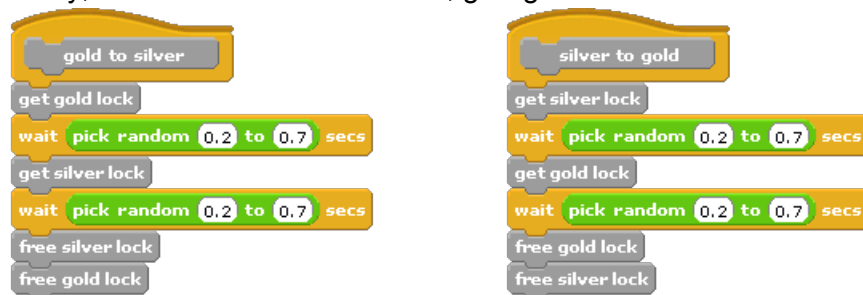 gold to silver
get gold lock
wait pick random 0.2 to 0.7 secs
get silver lock
wait pick random 0.2 to 0.7 secs
free silver lock
free gold lock
silver to gold
get silver lock
wait pick random 0.2 to 0.7 secs
get gold lock
wait pick random 0.2 to 0.7 secs
free gold lock
free silver lock